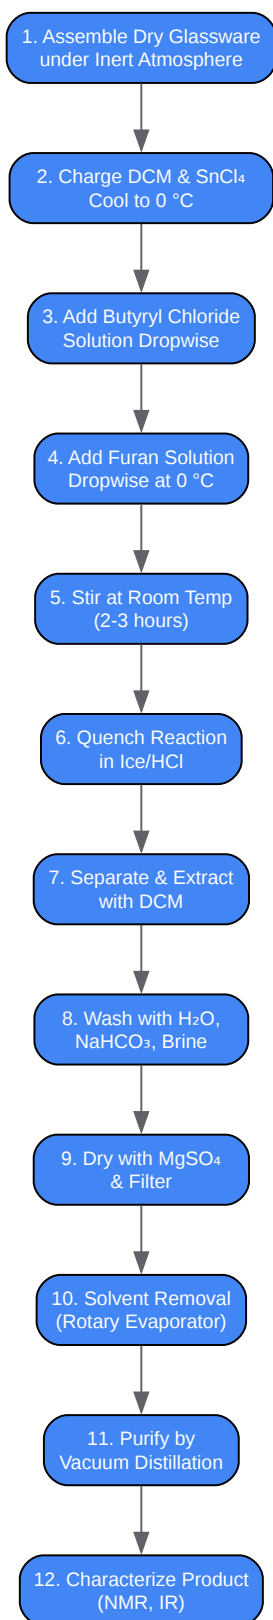 1. Assemble Dry Glassware
under Inert Atmosphere
2. Charge DCM & SnCl₄
Cool to 0 °C
3. Add Butyryl Chloride
Solution Dropwise
4. Add Furan Solution
Dropwise at 0 °C
5. Stir at Room Temp
(2-3 hours)
6. Quench Reaction
in Ice/HCl
7. Separate & Extract
with DCM
8. Wash with H₂O,
NaHCO₃, Brine
9. Dry with MgSO₄
& Filter
10. Solvent Removal
(Rotary Evaporator)
11. Purify by
Vacuum Distillation
12. Characterize Product
(NMR, IR)